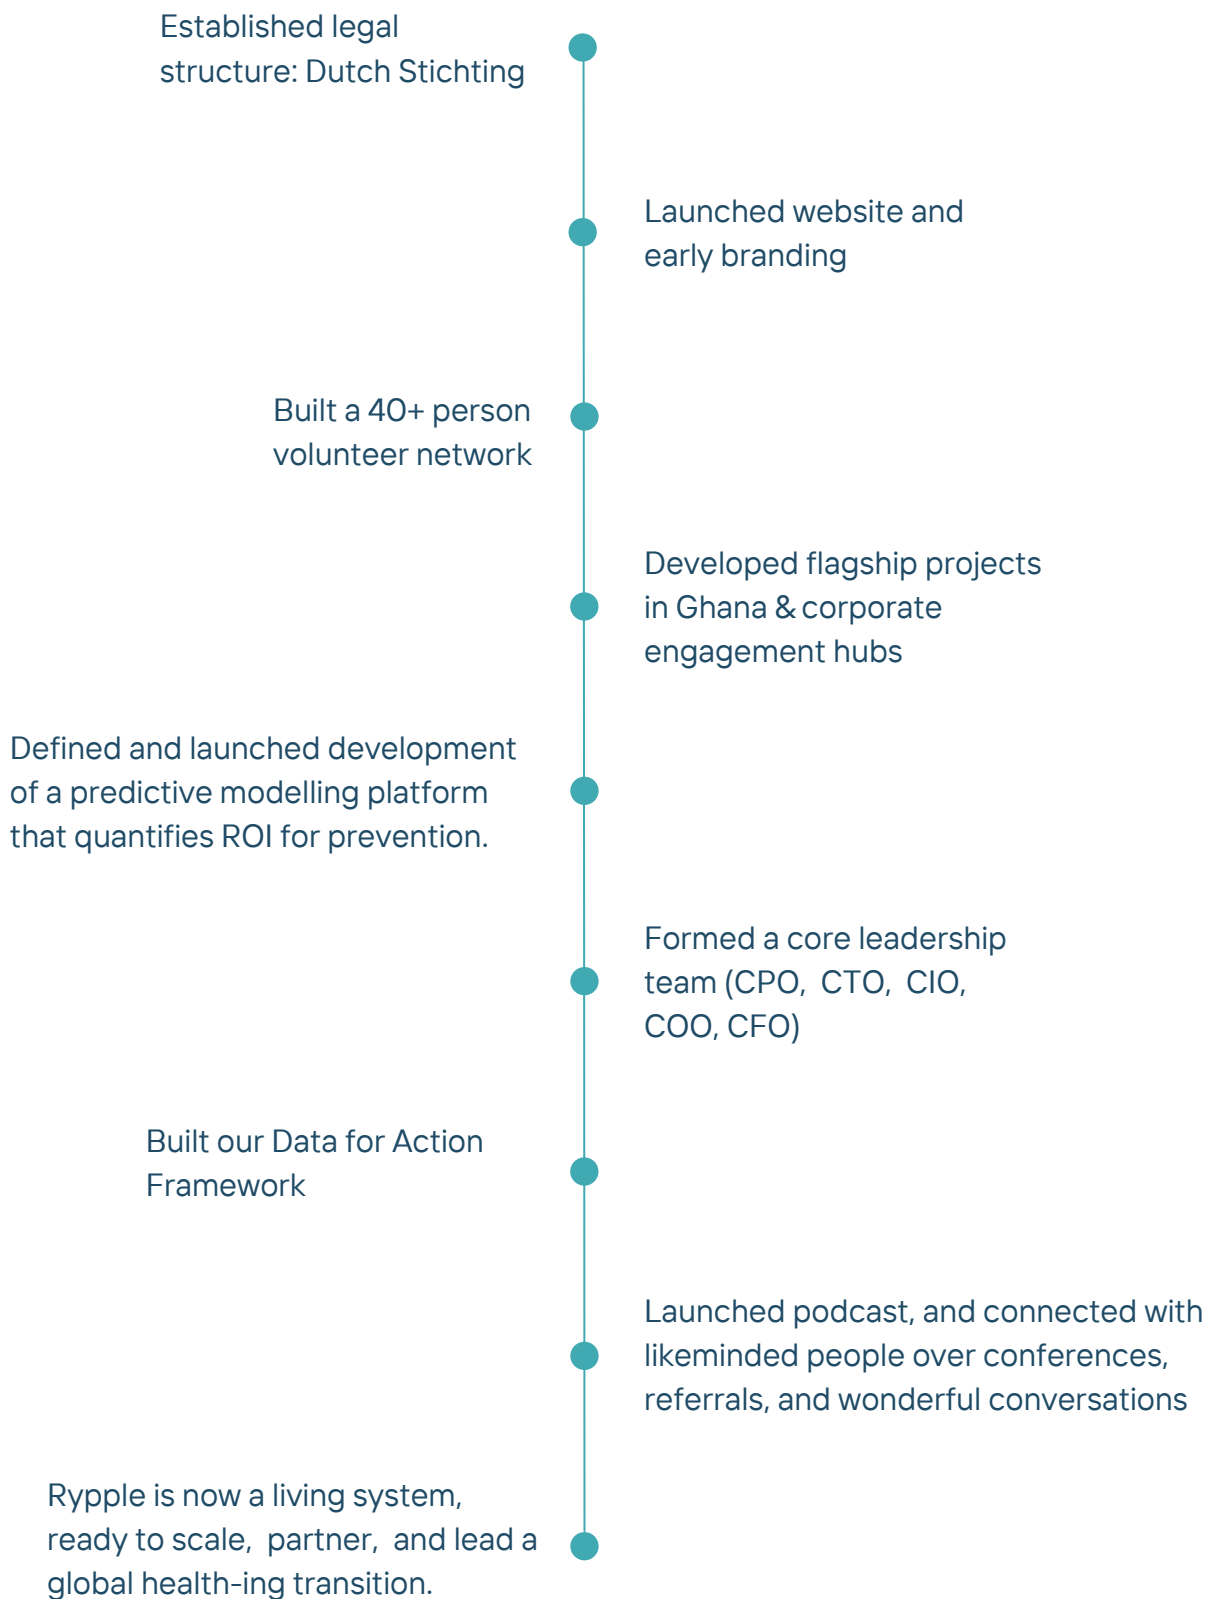 Established legal
structure: Dutch Stichting
Launched website and
early branding
Built a 40+ person
volunteer network
Developed flagship projects
in Ghana & corporate
engagement hubs
Defined and launched development
of a predictive modelling platform
that quantifies ROI for prevention.
Formed a core leadership
team (CPO, CTO, CIO,
COO, CFO)
Built our Data for Action
Framework
Launched podcast, and connected with
likeminded people over conferences,
referrals, and wonderful conversations
Rypple is now a living system,
ready to scale, partner, and lead a
global health-ing transition.